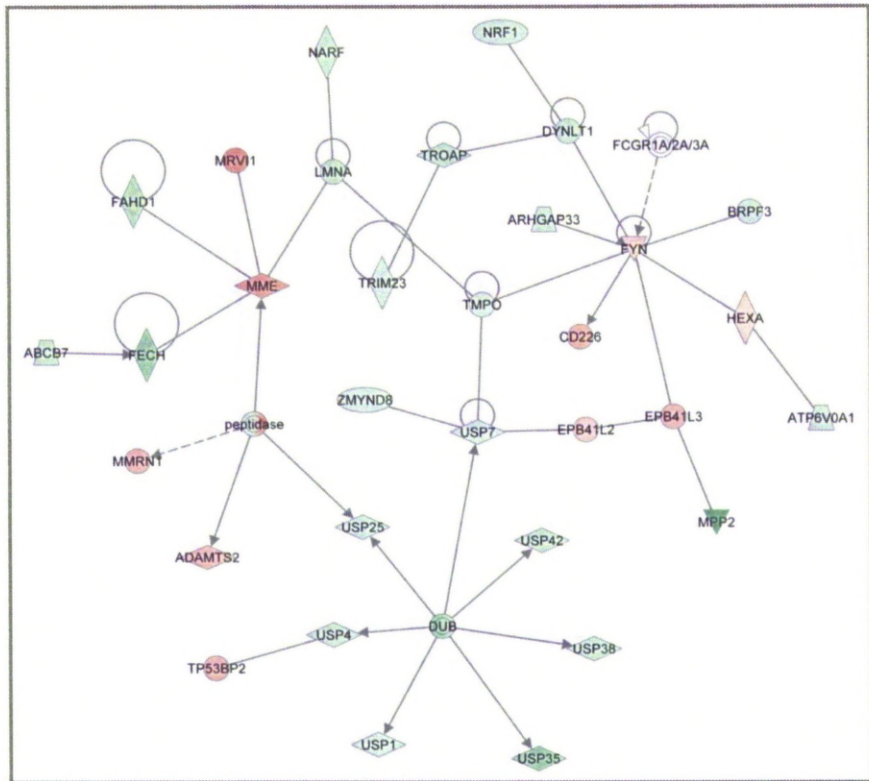 NARF
NRF1
MRVI1
LMNA
TROAP
DYNLT1
FCGR1A/2A/3A
FAHD1
ARHGAP33
BRPF3
FYN
MME
TRIM23
TMPO
HEXA
CD226
ABCB7
FECH
ZMYND8
peptidase
USP7
EPB41L2
EPB41L3
ATP6V0A1
MMRN1
MPP2
USP25
USP42
ADAMTS2
DUB
USP4
USP38
TP53BP2
USP1
USP35